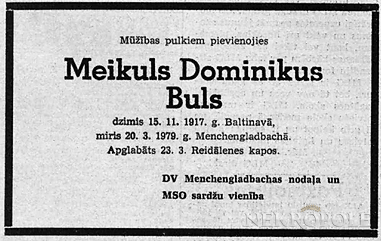 Mūžības pulkiem pievienojies
Meikuls Dominikus
Buls
dzimis 15. 11. 1917. g. Baltinavā,
miris 20. 3. 1979. g. Menchengladbachā.
Apglabāts 23. 3. Reidālenes kapos.
DV Menchengladbachas nodaļa un
MSO sardžu vienība
NEKROPOLE